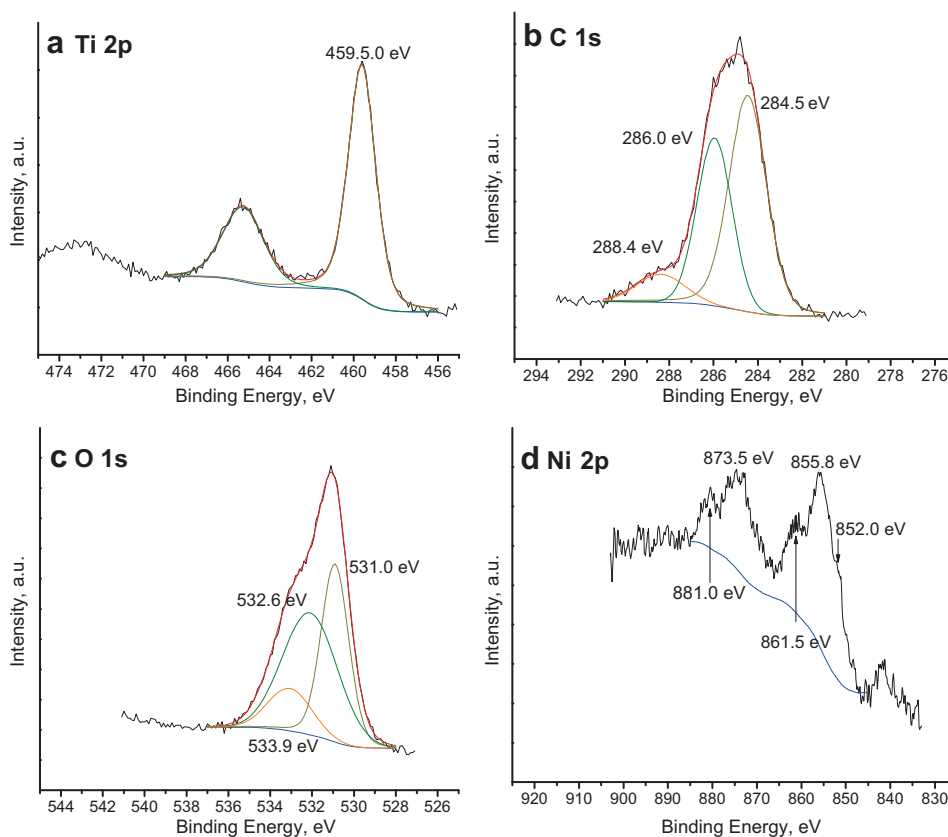 a Ti 2p
459.5.0 eV
Intensity, a.u.
474 472 470 468 466 464 462 460 458 456
Binding Energy, eV
b C 1s
284.5 eV
286.0 eV
288.4 eV
Intensity, a.u.
294 292 290 288 286 284 282 280 278 276
Binding Energy, eV
c O 1s
531.0 eV
532.6 eV
533.9 eV
Intensity, a.u.
544 542 540 538 536 534 532 530 528 526
Binding Energy, eV
d Ni 2p
873.5 eV
855.8 eV
852.0 eV
881.0 eV
861.5 eV
Intensity, a.u.
920 910 900 890 880 870 860 850 840 830
Binding Energy, eV